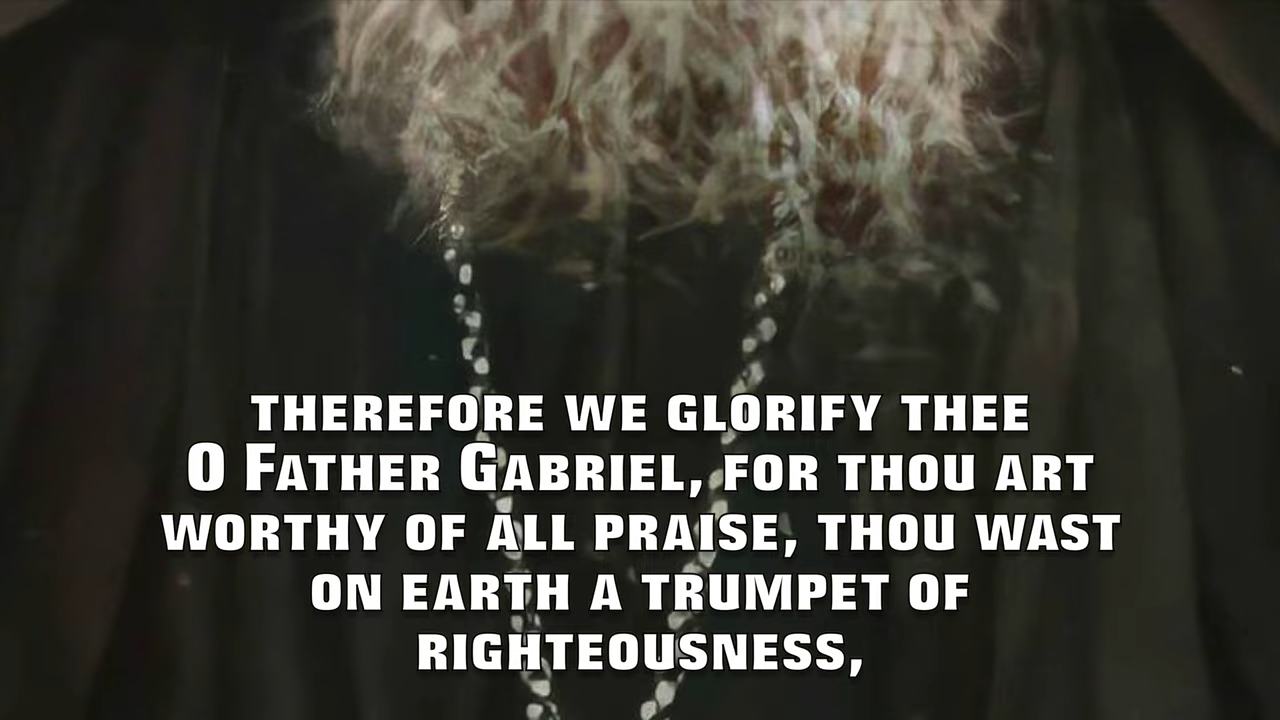 THEREFORE WE GLORIFY THEE
O FATHER GABRIEL, FOR THOU ART
WORTHY OF ALL PRAISE, THOU WAST
ON EARTH A TRUMPET OF
RIGHTEOUSNESS,